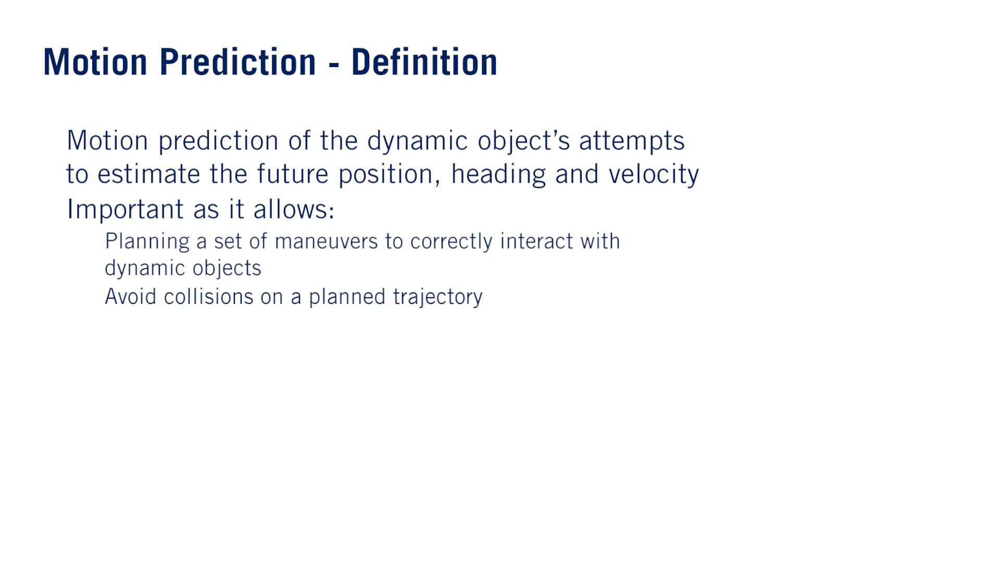 Motion Prediction - Definition
Motion prediction of the dynamic object’s attempts
to estimate the future position, heading and velocity
Important as it allows:
Planning a set of maneuvers to correctly interact with
dynamic objects
Avoid collisions on a planned trajectory